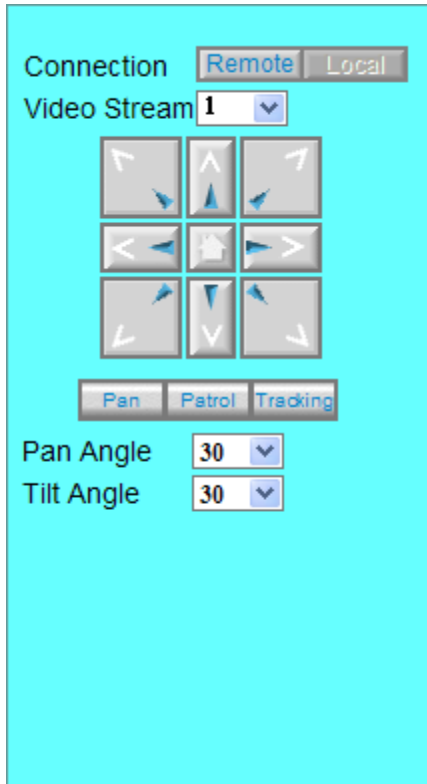 Connection Remote Local
Video Stream 1
Pan Patrol Tracking
Pan Angle 30
Tilt Angle 30